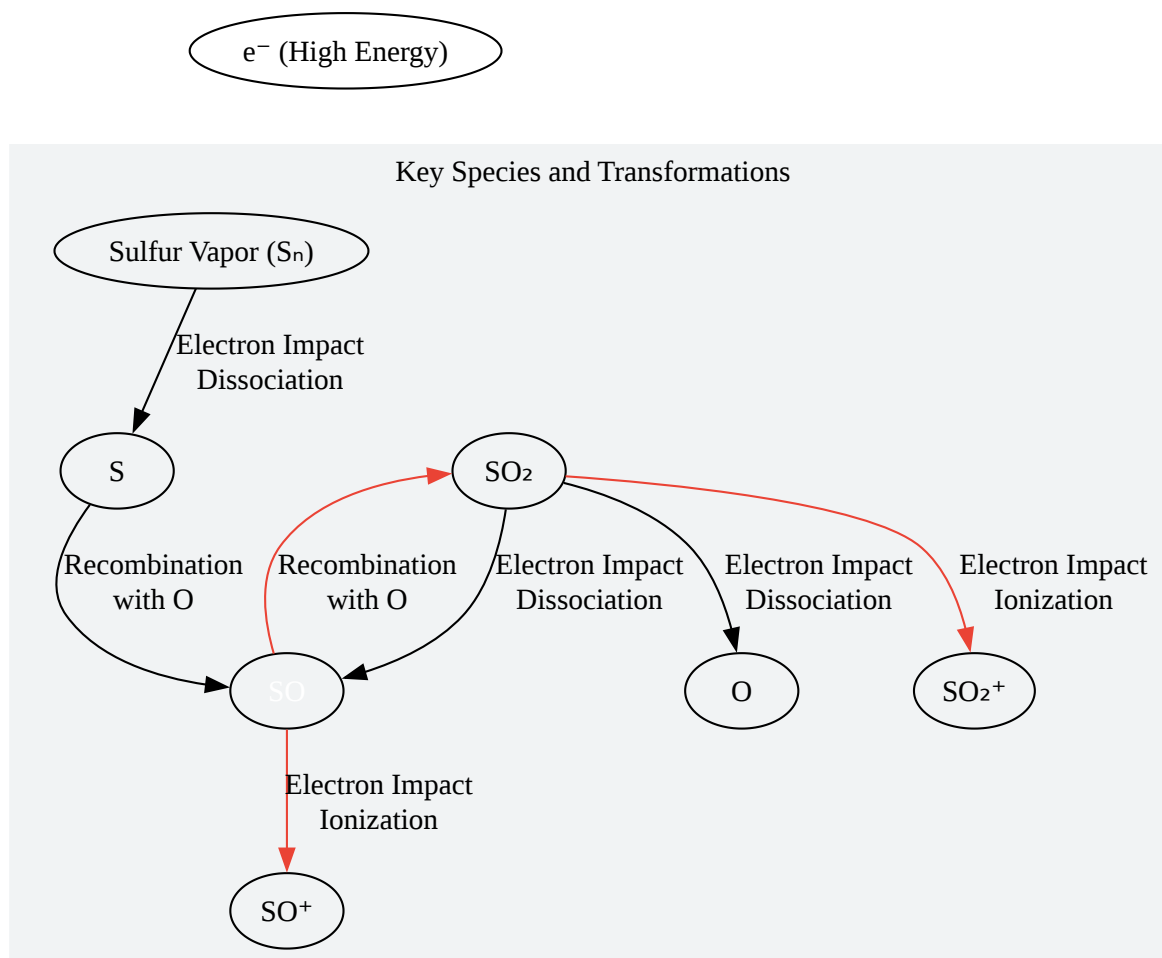 e⁻ (High Energy)
Key Species and Transformations
Sulfur Vapor (Sₙ)
Electron Impact
Dissociation
S
SO₂
Recombination
with O
Recombination
with O
Electron Impact
Dissociation
Electron Impact
Dissociation
Electron Impact
Ionization
SO
O
SO₂⁺
Electron Impact
Ionization
SO⁺